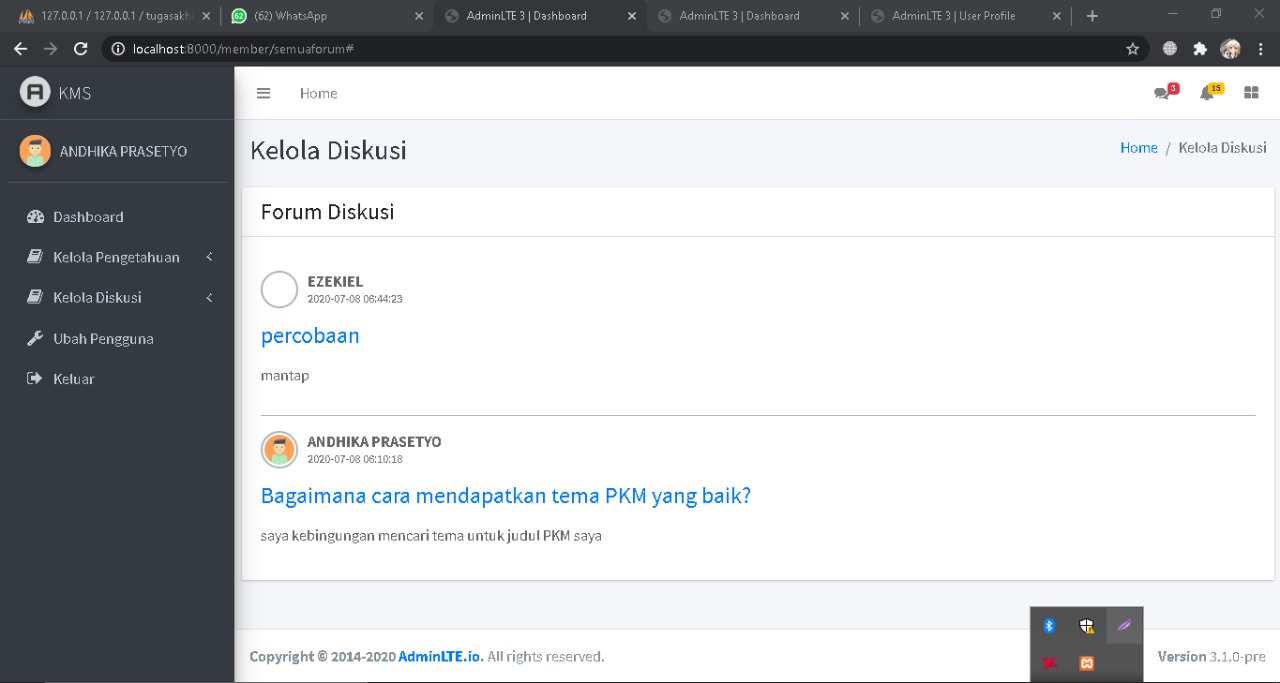 127.0.0.1 / 127.0.0.1 / tugasakh
(62) WhatsApp
AdminLTE 3 | Dashboard
AdminLTE 3 | Dashboard
AdminLTE 3 | User Profile
localhost:8000/member/semuaforum#
KMS
Home
3
15
ANDHIKA PRASETYO
Kelola Diskusi
Home / Kelola Diskusi
Dashboard
Kelola Pengetahuan
Kelola Diskusi
Ubah Pengguna
Keluar
Forum Diskusi
EZEKIEL
2020-07-08 06:44:23
percobaan
mantap
ANDHIKA PRASETYO
2020-07-08 06:10:18
Bagaimana cara mendapatkan tema PKM yang baik?
saya kebingungan mencari tema untuk judul PKM saya
Copyright © 2014-2020 AdminLTE.io. All rights reserved.
Version 3.1.0-pre